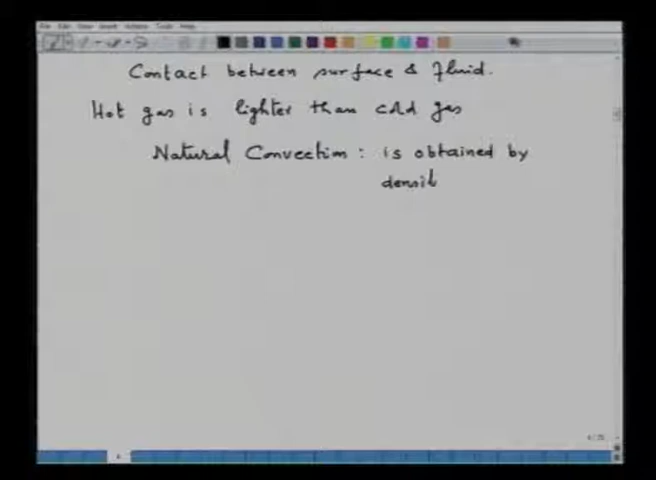 Contact between surface & fluid.
Hot gas is lighter than cold gas
Natural Convection : is obtained by
densit